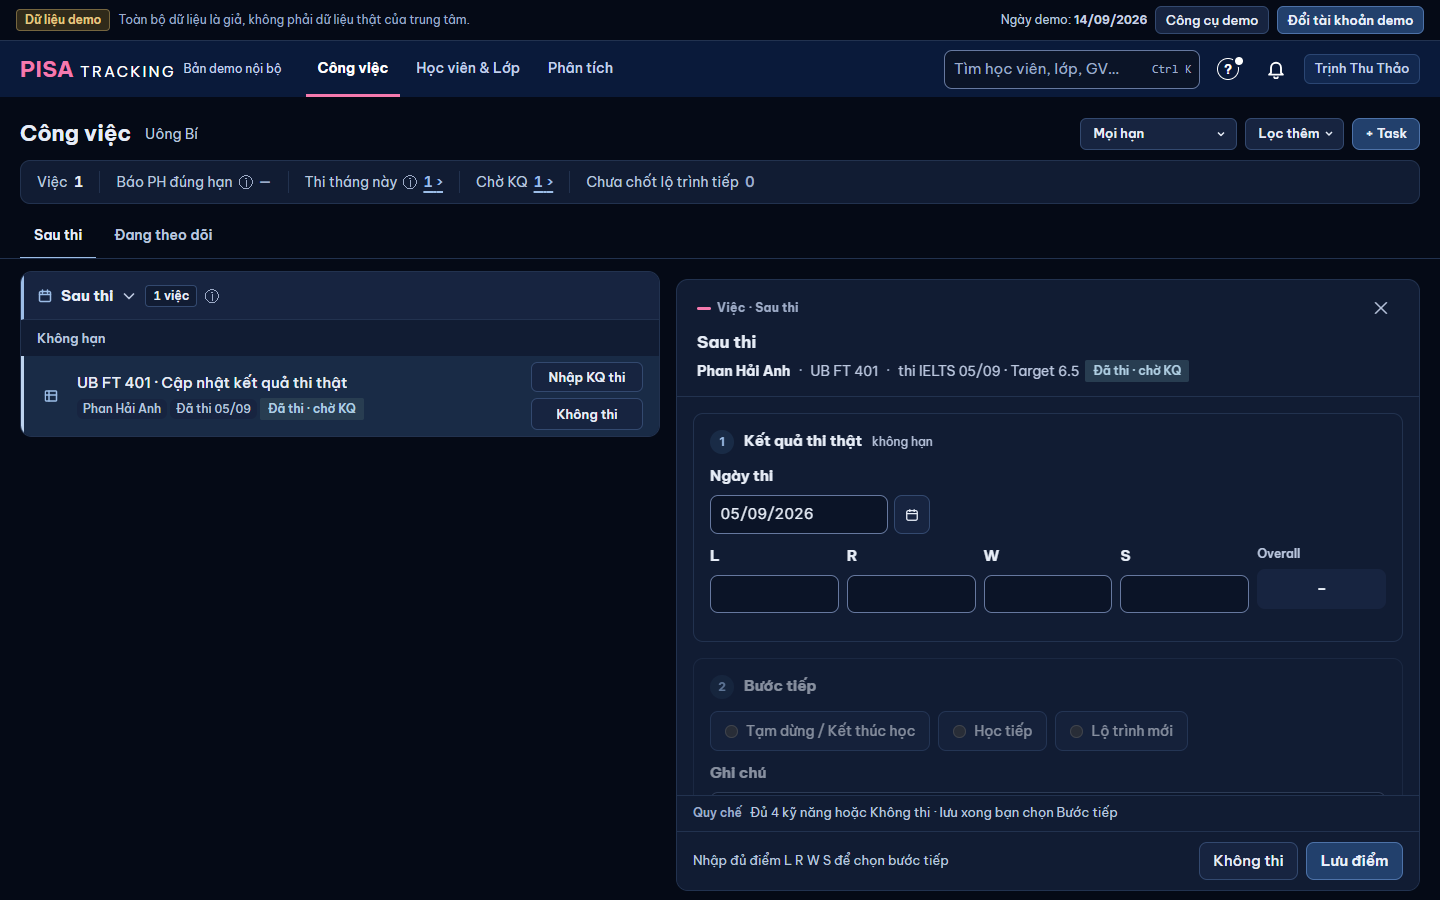 Dữ liệu demo Toàn bộ dữ liệu là giả, không phải dữ liệu thật của trung tâm. Ngày demo: 14/09/2026 Công cụ demo Đổi tài khoản demo
PISA TRACKING Bản demo nội bộ Công việc Học viên & Lớp Phân tích Tìm học viên, lớp, GV... Ctrl K ? Trịnh Thu Thảo
Công việc Uông Bí Mọi hạn Lọc thêm + Task
Việc 1 Báo PH đúng hạn ⓘ — Thi tháng này ⓘ 1 › Chờ KQ 1 › Chưa chốt lộ trình tiếp 0
Sau thi Đang theo dõi
Sau thi 1 việc ⓘ
Không hạn
UB FT 401 · Cập nhật kết quả thi thật
Phan Hải Anh Đã thi 05/09 Đã thi · chờ KQ
Nhập KQ thi
Không thi
Việc · Sau thi
Sau thi
Phan Hải Anh · UB FT 401 · thi IELTS 05/09 · Target 6.5 Đã thi · chờ KQ
1 Kết quả thi thật không hạn
Ngày thi
05/09/2026
L R W S Overall
–
2 Bước tiếp
Tạm dừng / Kết thúc học Học tiếp Lộ trình mới
Ghi chú
Quy chế Đủ 4 kỹ năng hoặc Không thi · lưu xong bạn chọn Bước tiếp
Nhập đủ điểm L R W S để chọn bước tiếp Không thi Lưu điểm